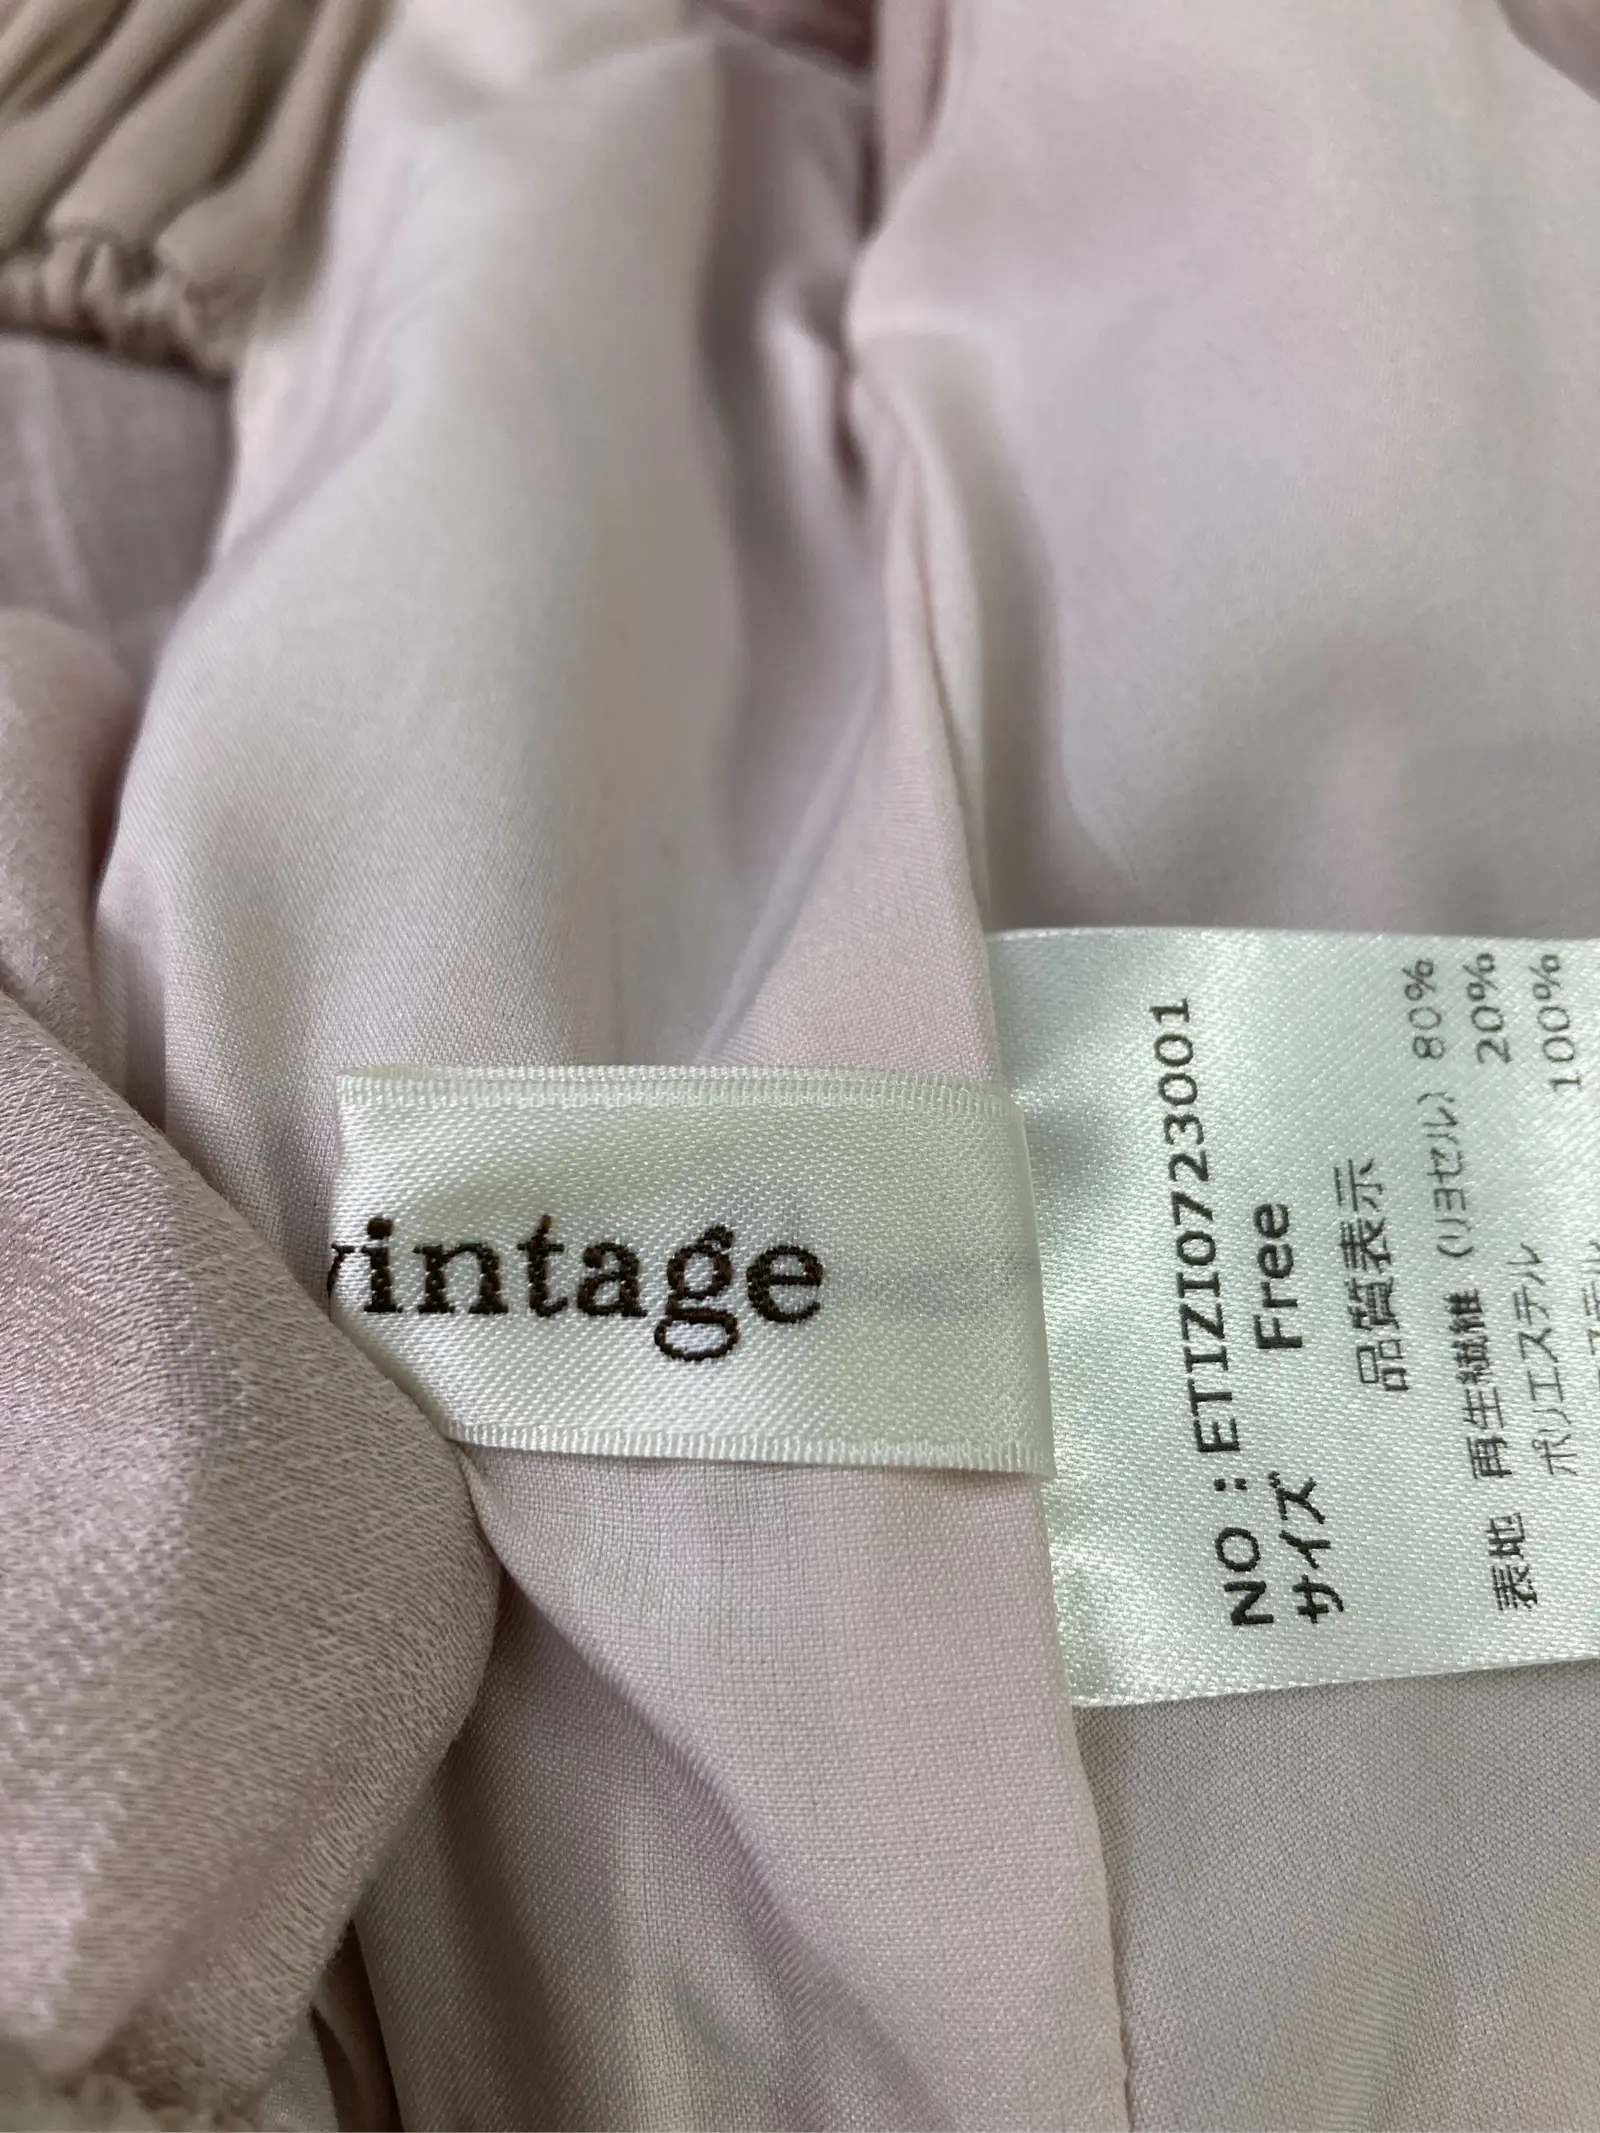 vintage
NO：ETIZI0723001
サイズ Free
品質表示
表地 再生繊維（リヨセル）80%
ポリエステル 20%
100%